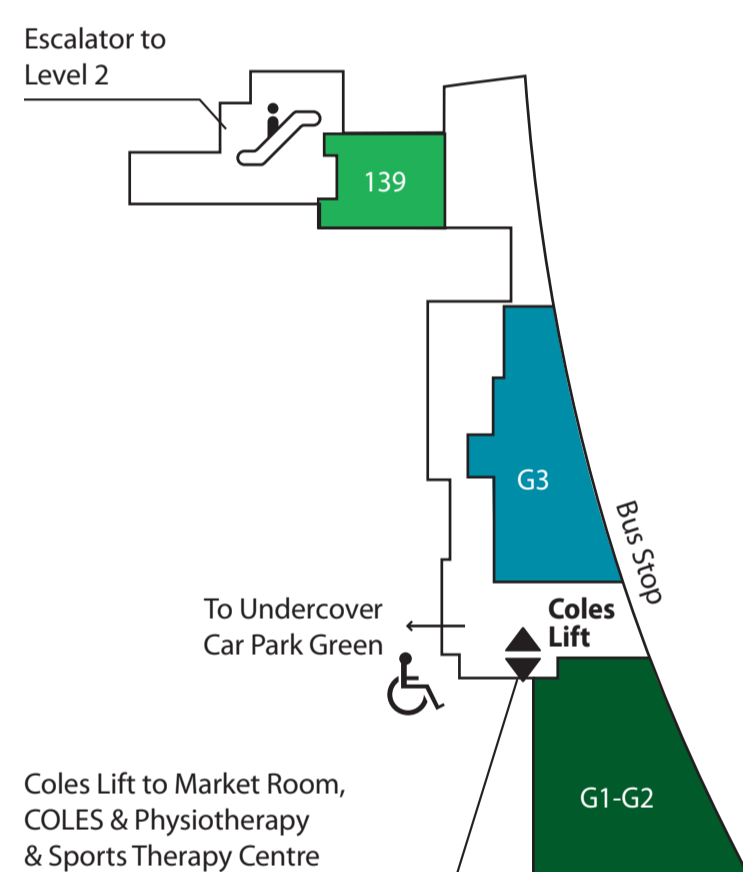 Escalator to
Level 2
139
G3
Bus Stop
To Undercover
Car Park Green
Coles
Lift
G1-G2
Coles Lift to Market Room,
COLES & Physiotherapy
& Sports Therapy Centre